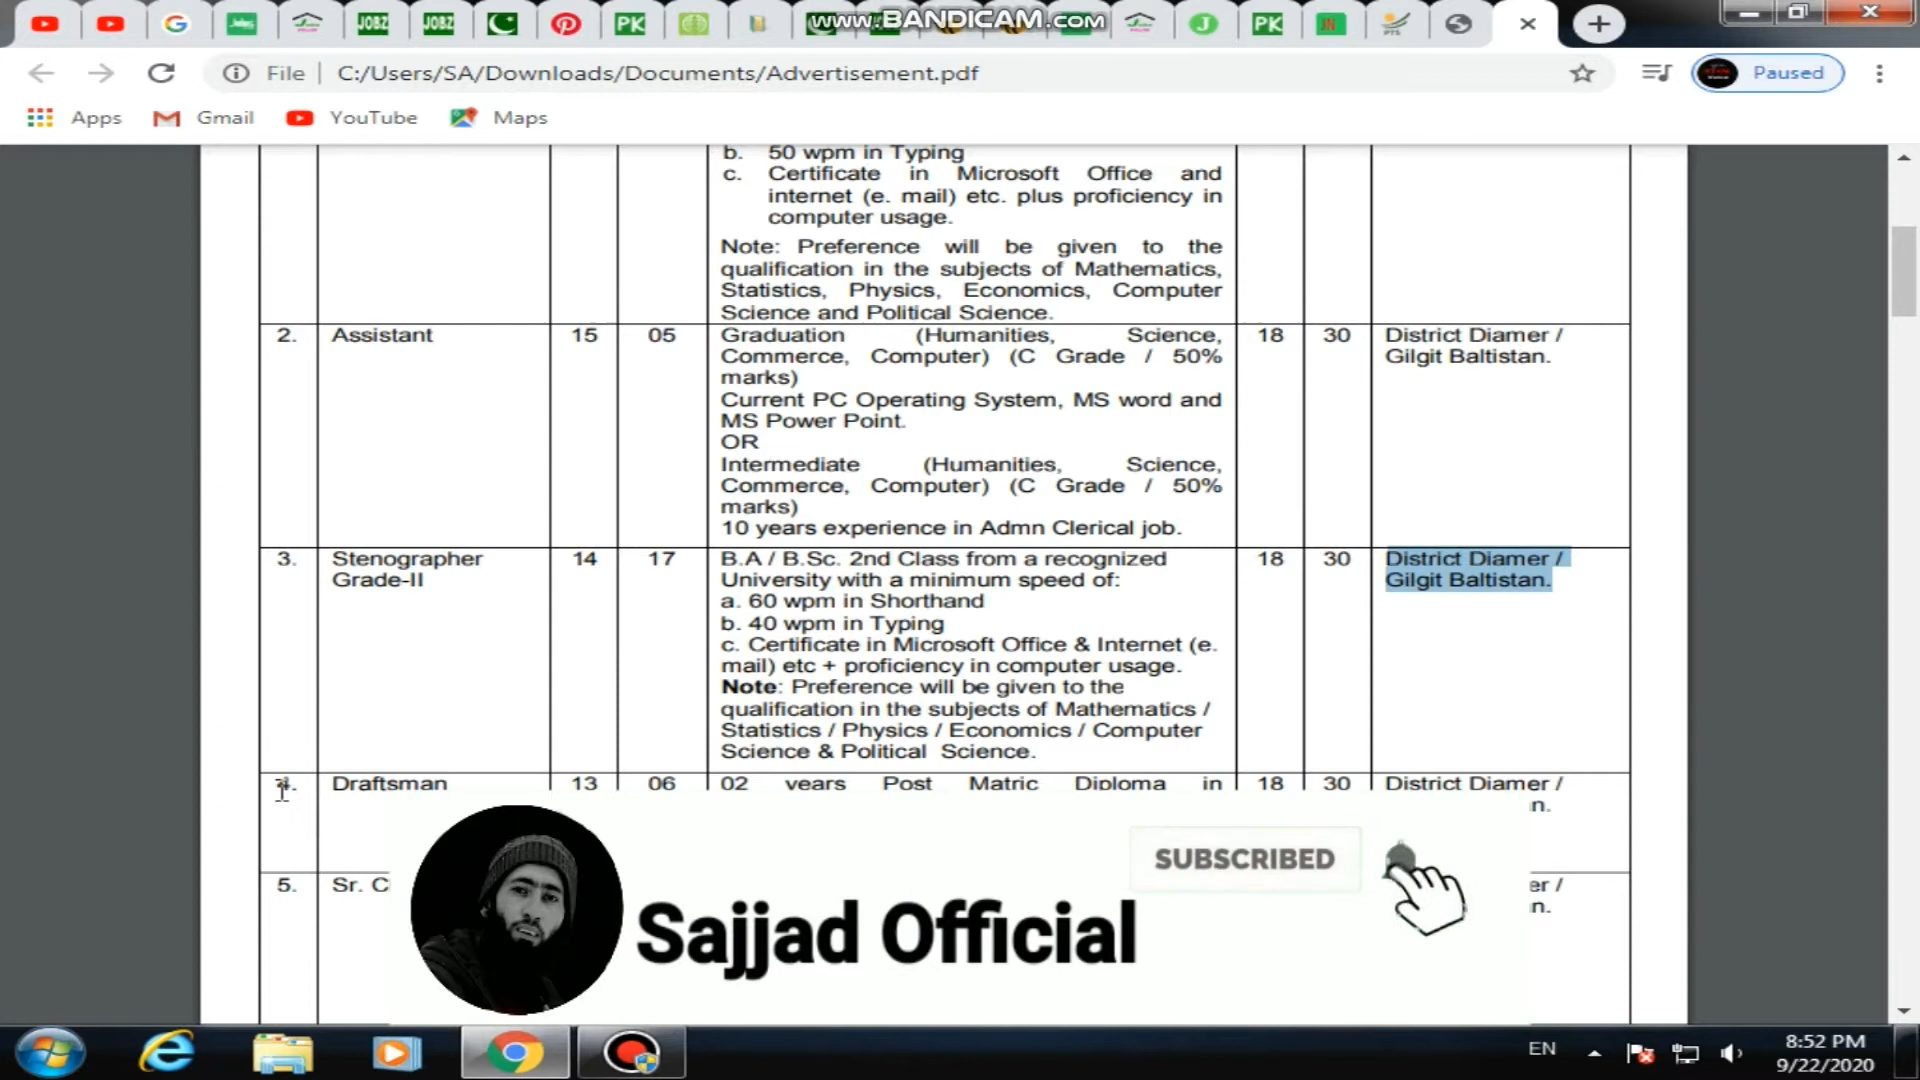 www.BANDICAM.com
JOBZ
JOBZ
PK
J
PK
PTS
File
C:/Users/SA/Downloads/Documents/Advertisement.pdf
Paused
Apps
Gmail
YouTube
Maps
b. 50 wpm in Typing
c. Certificate in Microsoft Office and
internet (e. mail) etc. plus proficiency in
computer usage.
Note: Preference will be given to the
qualification in the subjects of Mathematics,
Statistics, Physics, Economics, Computer
Science and Political Science.
2. Assistant 15 05 Graduation (Humanities, Science, 18 30 District Diamer /
Commerce, Computer) (C Grade / 50% Gilgit Baltistan.
marks)
Current PC Operating System, MS word and
MS Power Point.
OR
Intermediate (Humanities, Science,
Commerce, Computer) (C Grade / 50%
marks)
10 years experience in Admn Clerical job.
3. Stenographer 14 17 B.A / B.Sc. 2nd Class from a recognized 18 30 District Diamer /
Grade-II University with a minimum speed of: Gilgit Baltistan.
a. 60 wpm in Shorthand
b. 40 wpm in Typing
c. Certificate in Microsoft Office & Internet (e.
mail) etc + proficiency in computer usage.
Note: Preference will be given to the
qualification in the subjects of Mathematics /
Statistics / Physics / Economics / Computer
Science & Political Science.
4. Draftsman 13 06 02 years Post Matric Diploma in 18 30 District Diamer /
n.
5. Sr. C er /
n.
SUBSCRIBED
Sajjad Official
EN
8:52 PM
9/22/2020